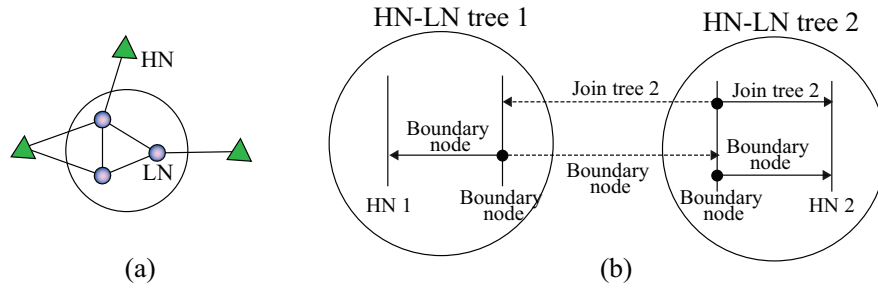 HN-LN tree 1
HN-LN tree 2
HN
LN
Join tree 2
Join tree 2
Boundary
node
Boundary
node
Boundary
node
HN 1
Boundary
node
Boundary
node
HN 2
(a)
(b)